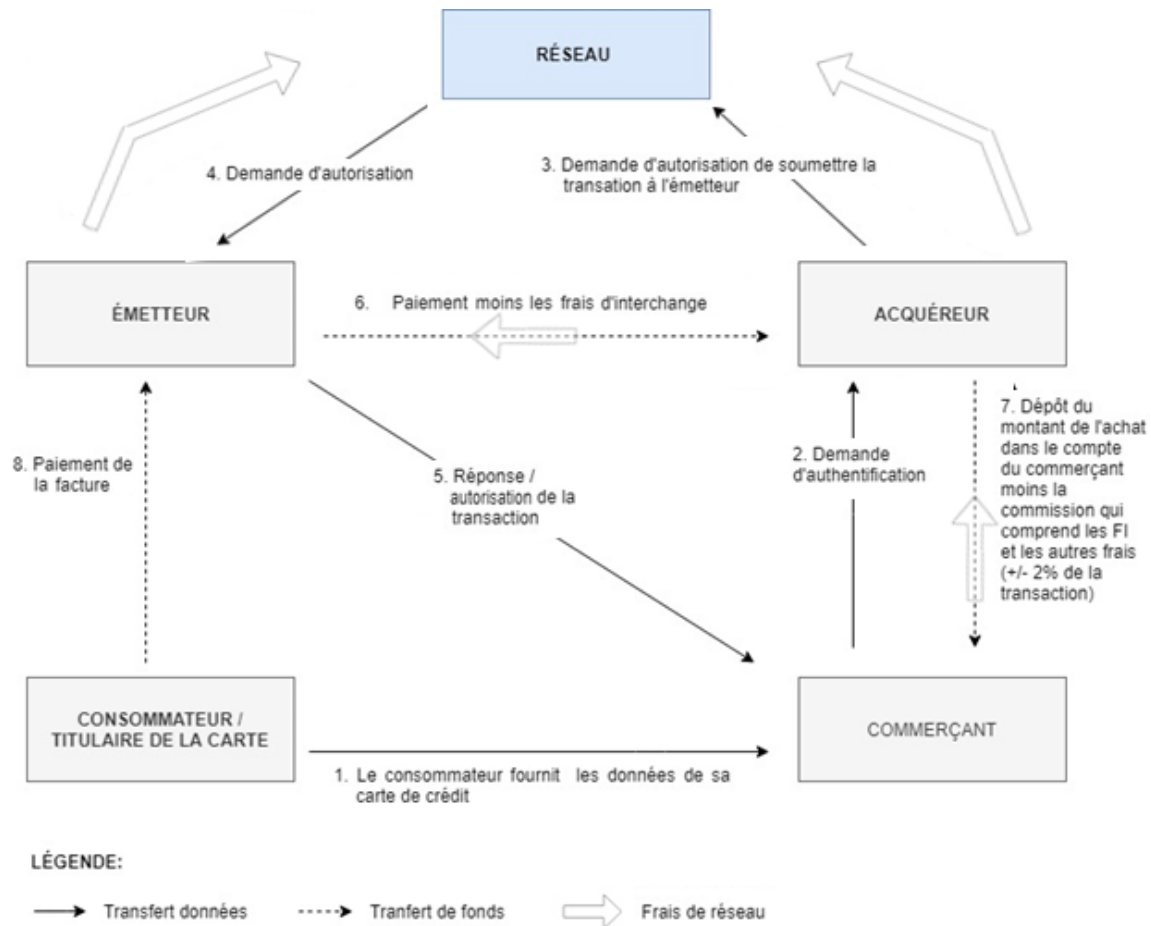 RÉSEAU
4. Demande d'autorisation
3. Demande d'autorisation de soumettre la
transation à l'émetteur
ÉMETTEUR
6. Paiement moins les frais d'interchange
ACQUÉREUR
8. Paiement de
la facture
5. Réponse /
autorisation de la
transaction
2. Demande
d'authentification
7. Dépôt du
montant de l'achat
dans le compte
du commerçant
moins la
commission qui
comprend les FI
et les autres frais
(+/- 2% de la
transaction)
CONSOMMATEUR /
TITULAIRE DE LA CARTE
COMMERÇANT
1. Le consommateur fournit les données de sa
carte de crédit
LÉGENDE:
Transfert données
Tranfert de fonds
Frais de réseau